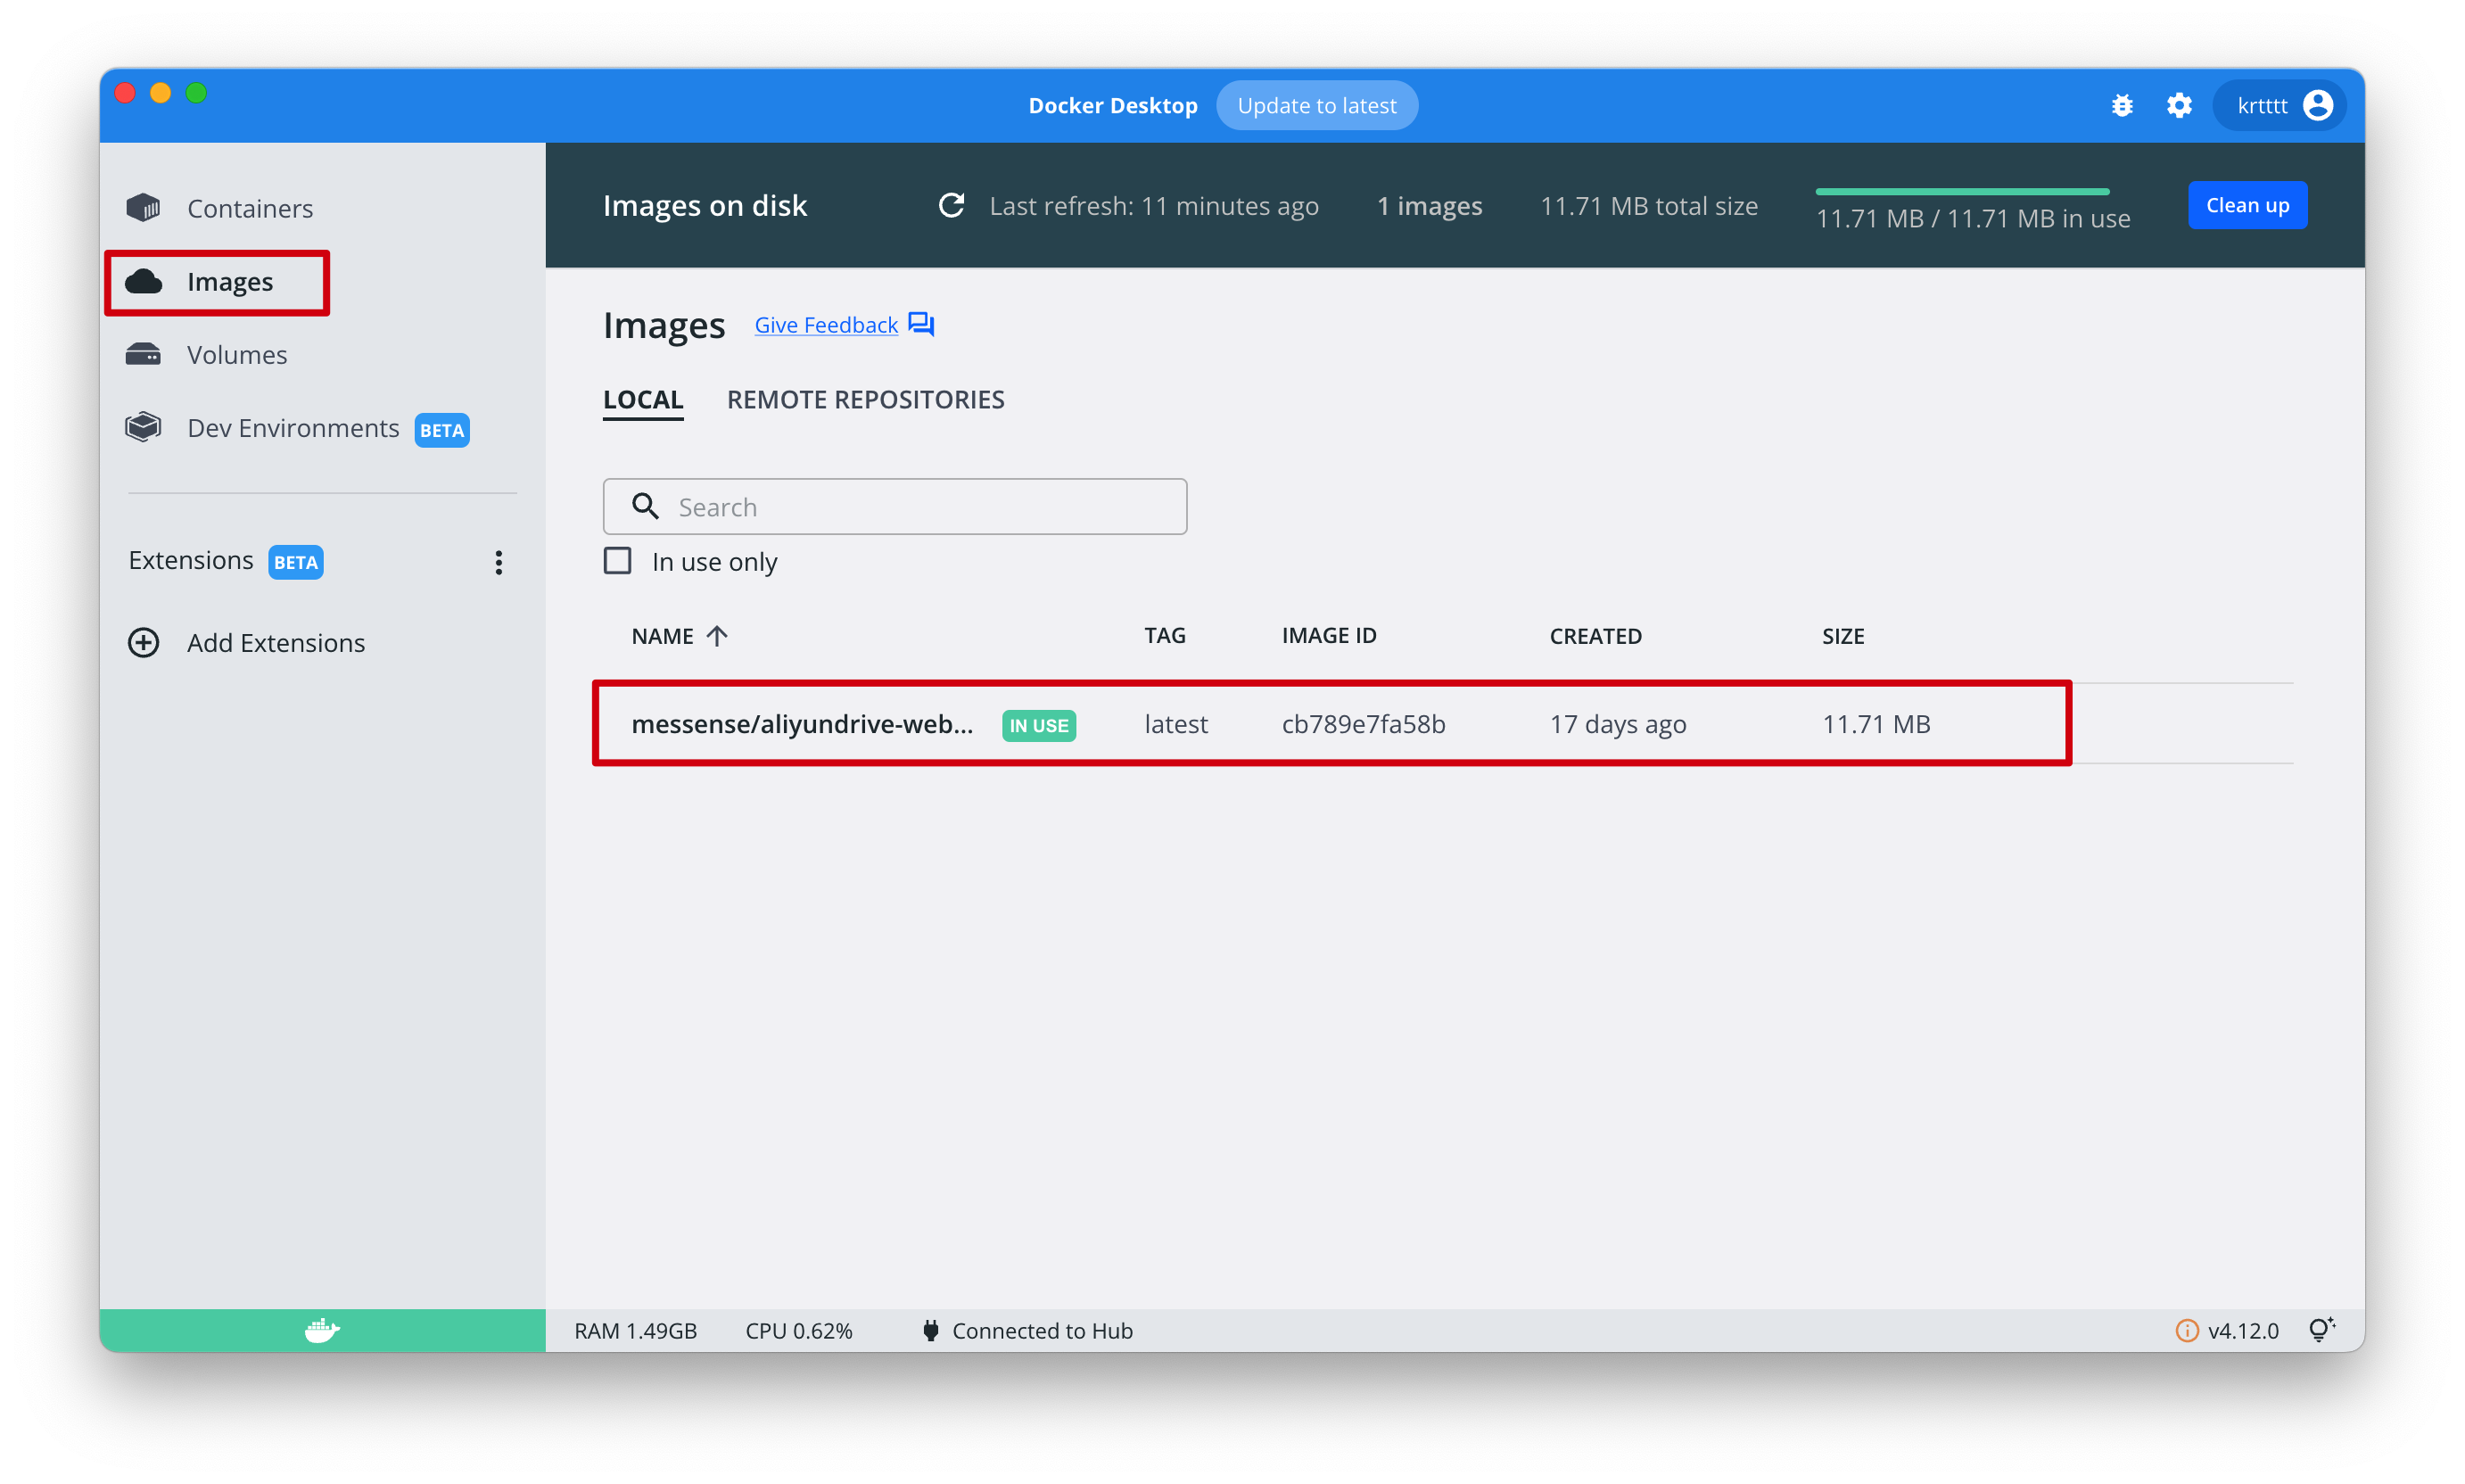 Docker Desktop Update to latest krtttt
Containers
Images
Volumes
Dev Environments BETA
Extensions BETA
Add Extensions
Images on disk Last refresh: 11 minutes ago 1 images 11.71 MB total size 11.71 MB / 11.71 MB in use Clean up
Images Give Feedback
LOCAL REMOTE REPOSITORIES
Search
In use only
NAME TAG IMAGE ID CREATED SIZE
messense/aliyundrive-web... IN USE latest cb789e7fa58b 17 days ago 11.71 MB
RAM 1.49GB CPU 0.62% Connected to Hub v4.12.0